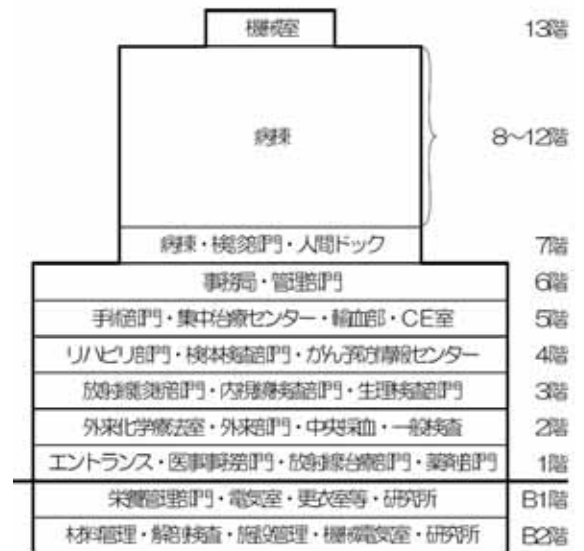 機械室 13階
病棟 8～12階
病棟・検診部門・人間ドック 7階
事務局・管理部門 6階
手術部門・集中治療センター・輸血部・CE室 5階
リハビリ部門・検体検査部門・がん予防情報センター 4階
放射線診断部門・内視鏡検査部門・生理検査部門 3階
外来化学療法室・外来部門・中央採血・一般検査 2階
エントランス・医事事務部門・放射線治療部門・薬剤部門 1階
栄養管理部門・電気室・更衣室等・研究所 B1階
材料管理・解剖検査・施設管理・機械電気室・研究所 B2階